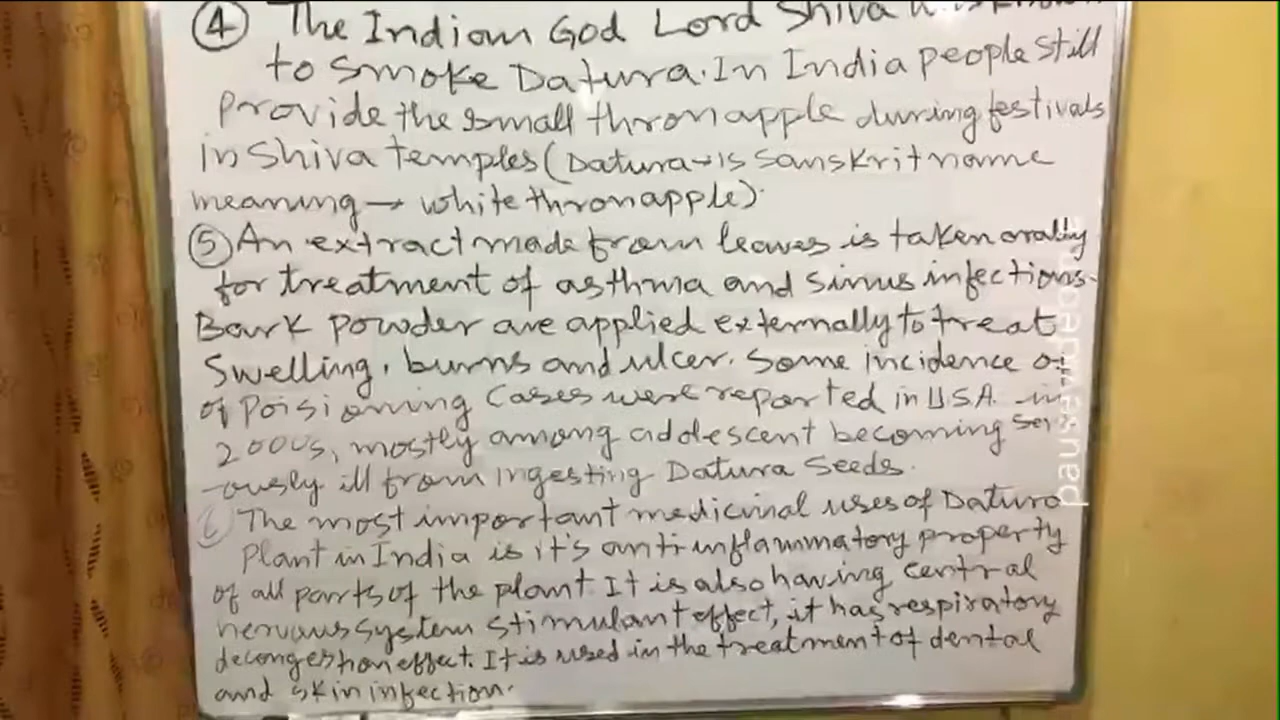 ④ The Indian God Lord Shiva
to smoke Datura. In India people still
Provide the small thronapple during festivals
in Shiva temples (Datura → is Sanskrit name
meaning → white thronapple).
⑤ An extract made from leaves is taken orally
for treatment of asthma and sinus infections.
Bark powder are applied externally to treat
Swelling, burns and ulcer. Some incidence of
of Poisioning cases were reported in U.S.A. in
2000s, mostly among addescent becoming ser-
ously ill from ingesting Datura Seeds.
6 The most important medicinal uses of Datura
Plant in India is it's anti-inflammatory property
of all parts of the plant. It is also having central
nervous system stimulant effect, it has respiratory
decongestion effect. It is used in the treatment of dental
and skin infection.